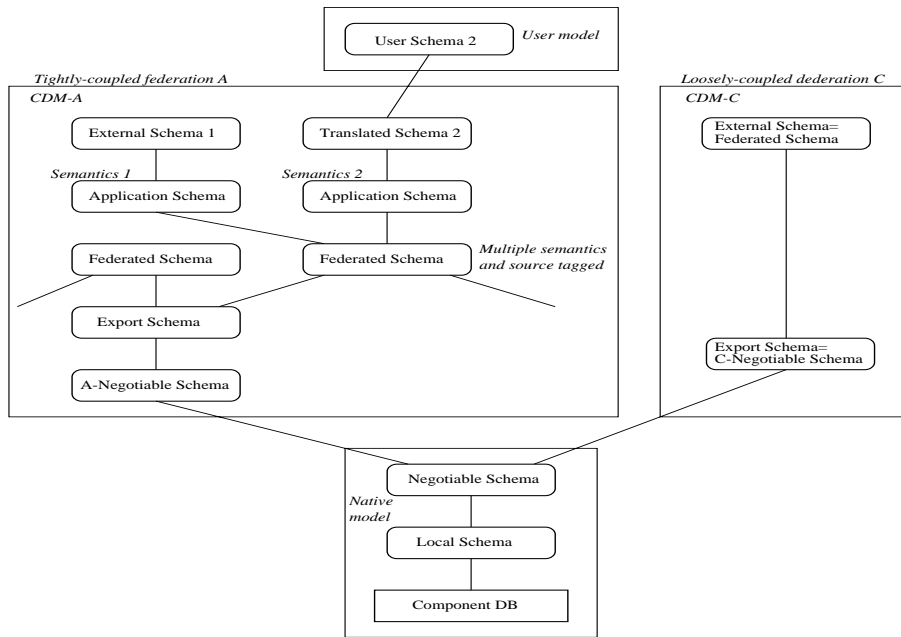 User Schema 2
User model
Tightly-coupled federation A
Loosely-coupled dederation C
CDM-A
CDM-C
External Schema 1
Translated Schema 2
External Schema=
Federated Schema
Semantics 1
Semantics 2
Application Schema
Application Schema
Federated Schema
Federated Schema
Multiple semantics
and source tagged
Export Schema
Export Schema=
C-Negotiable Schema
A-Negotiable Schema
Negotiable Schema
Native
model
Local Schema
Component DB